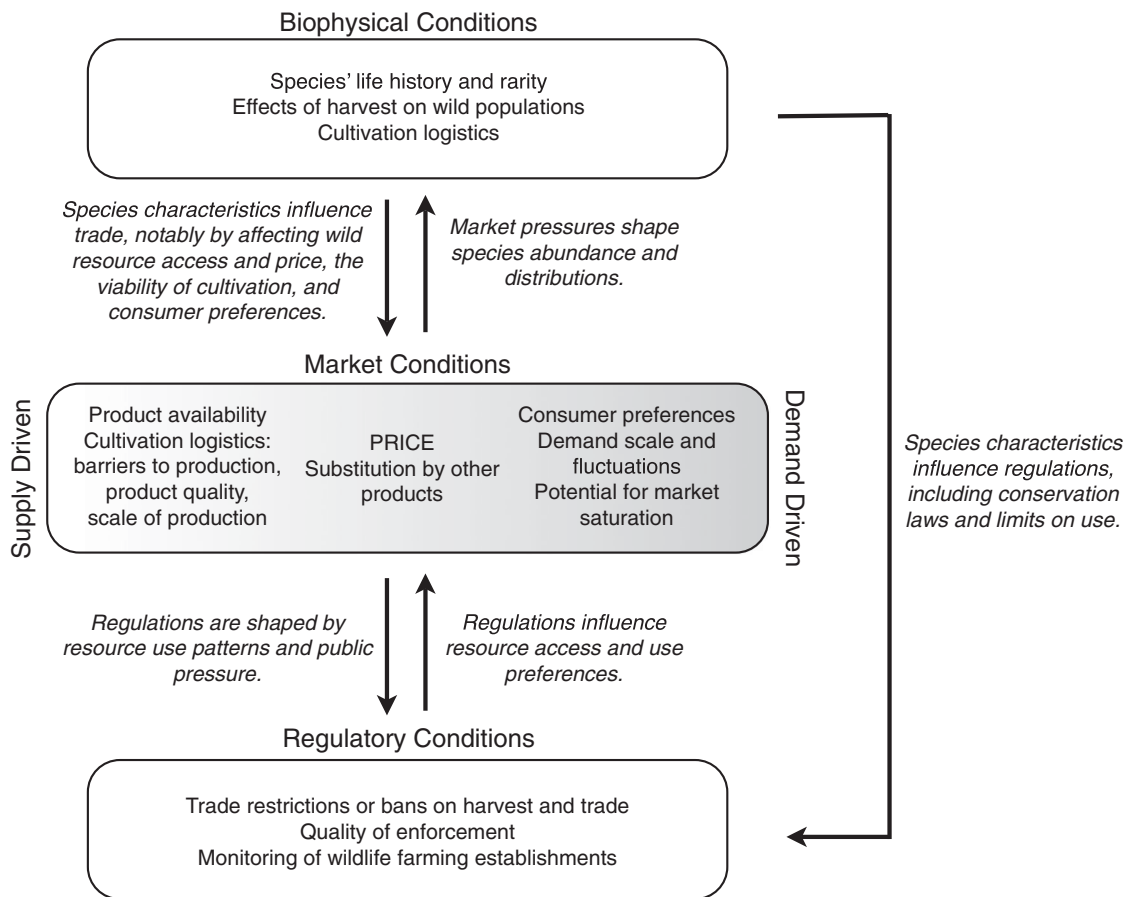 Biophysical Conditions
Species’ life history and rarity
Effects of harvest on wild populations
Cultivation logistics
Species characteristics influence
trade, notably by affecting wild
resource access and price, the
viability of cultivation, and
consumer preferences.
Market pressures shape
species abundance and
distributions.
Market Conditions
Supply Driven
Product availability
Cultivation logistics:
barriers to production,
product quality,
scale of production
PRICE
Substitution by other
products
Consumer preferences
Demand scale and
fluctuations
Potential for market
saturation
Demand Driven
Species characteristics
influence regulations,
including conservation
laws and limits on use.
Regulations are shaped by
resource use patterns and public
pressure.
Regulations influence
resource access and use
preferences.
Regulatory Conditions
Trade restrictions or bans on harvest and trade
Quality of enforcement
Monitoring of wildlife farming establishments